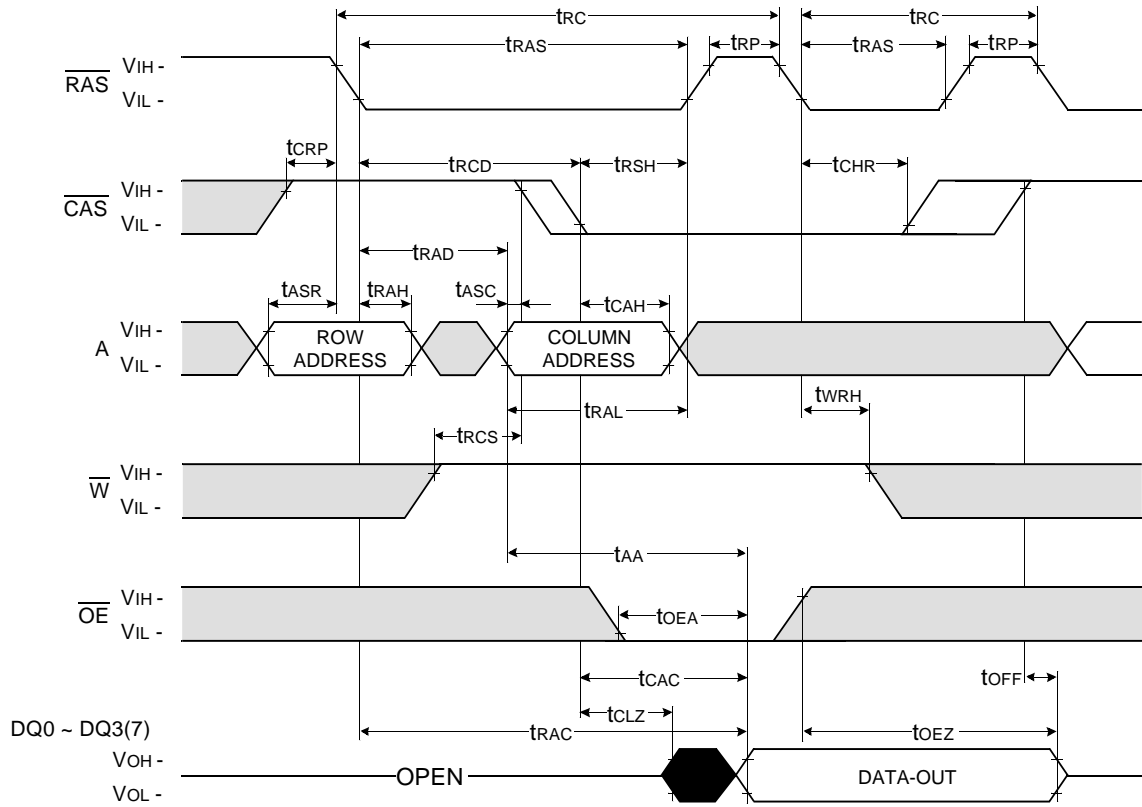 tRC tRC
tRAS tRP tRAS tRP
RAS VIH -
VIL -
tCRP tRCD tRSH tCHR
CAS VIH -
VIL -
tRAD
tASR tRAH tASC tCAH
A VIH -
VIL -
ROW ADDRESS
COLUMN ADDRESS
tRAL tWRH
tRCS
W VIH -
VIL -
tAA
OE VIH -
VIL -
tOEA
tCAC tOFF
tCLZ
DQ0 ~ DQ3(7) tRAC tOEZ
VOH -
VOL -
OPEN DATA-OUT